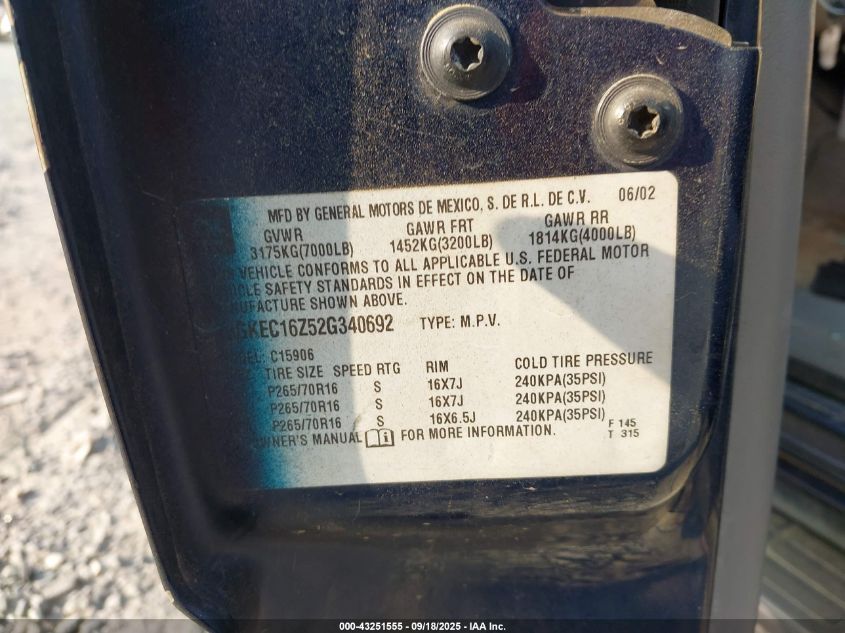 MFD BY GENERAL MOTORS DE MEXICO, S. DE R.L. DE C.V. 06/02
GVWR GAWR FRT GAWR RR
3175KG(7000LB) 1452KG(3200LB) 1814KG(4000LB)
VEHICLE CONFORMS TO ALL APPLICABLE U.S. FEDERAL MOTOR
CLE SAFETY STANDARDS IN EFFECT ON THE DATE OF
UFACTURE SHOWN ABOVE.
GKEC16Z52G340692 TYPE: M.P.V.
EL: C15906
TIRE SIZE SPEED RTG RIM COLD TIRE PRESSURE
P265/70R16 S 16X7J 240KPA(35PSI)
P265/70R16 S 16X7J 240KPA(35PSI)
P265/70R16 S 16X6.5J 240KPA(35PSI)
WNER'S MANUAL FOR MORE INFORMATION.
F 145
T 315
000-43251555 - 09/18/2025 - IAA Inc.